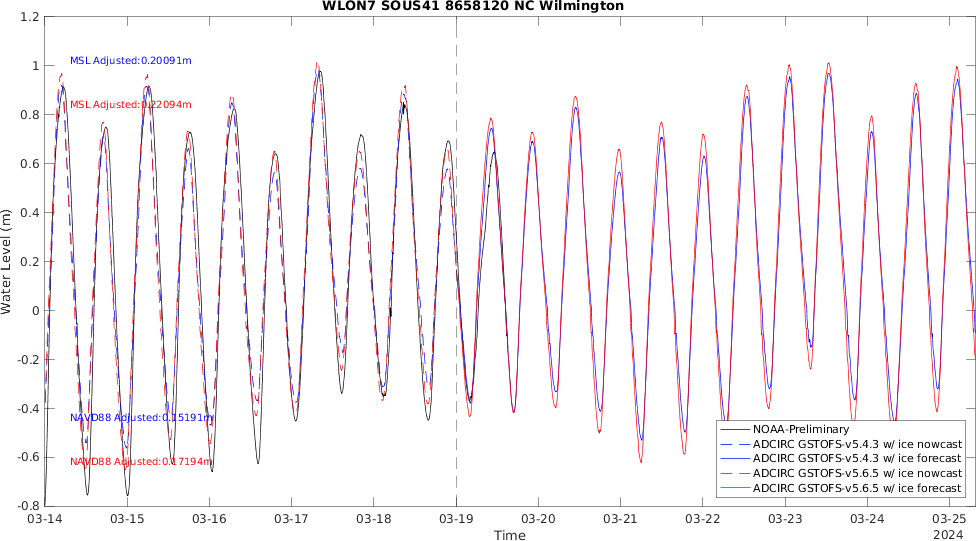 WLON7 SOUS41 8658120 NC Wilmington
Water Level (m)
1.2
1
0.8
0.6
0.4
0.2
0
-0.2
-0.4
-0.6
-0.8
MSL Adjusted:0.20091m
MSL Adjusted:0.22094m
NAVD88 Adjusted:0.15191m
NAVD88 Adjusted:0.17194m
NOAA-Preliminary
ADCIRC GSTOFS-v5.4.3 w/ ice nowcast
ADCIRC GSTOFS-v5.4.3 w/ ice forecast
ADCIRC GSTOFS-v5.6.5 w/ ice nowcast
ADCIRC GSTOFS-v5.6.5 w/ ice forecast
03-14 03-15 03-16 03-17 03-18 03-19 03-20 03-21 03-22 03-23 03-24 03-25
2024
Time